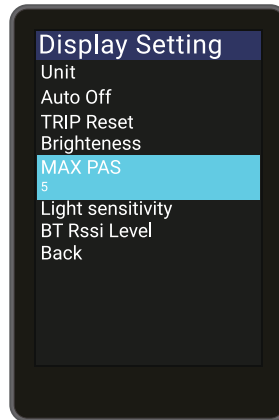 Display Setting
Unit
Auto Off
TRIP Reset
Brighteness
MAX PAS
5
Light sensitivity
BT Rssi Level
Back